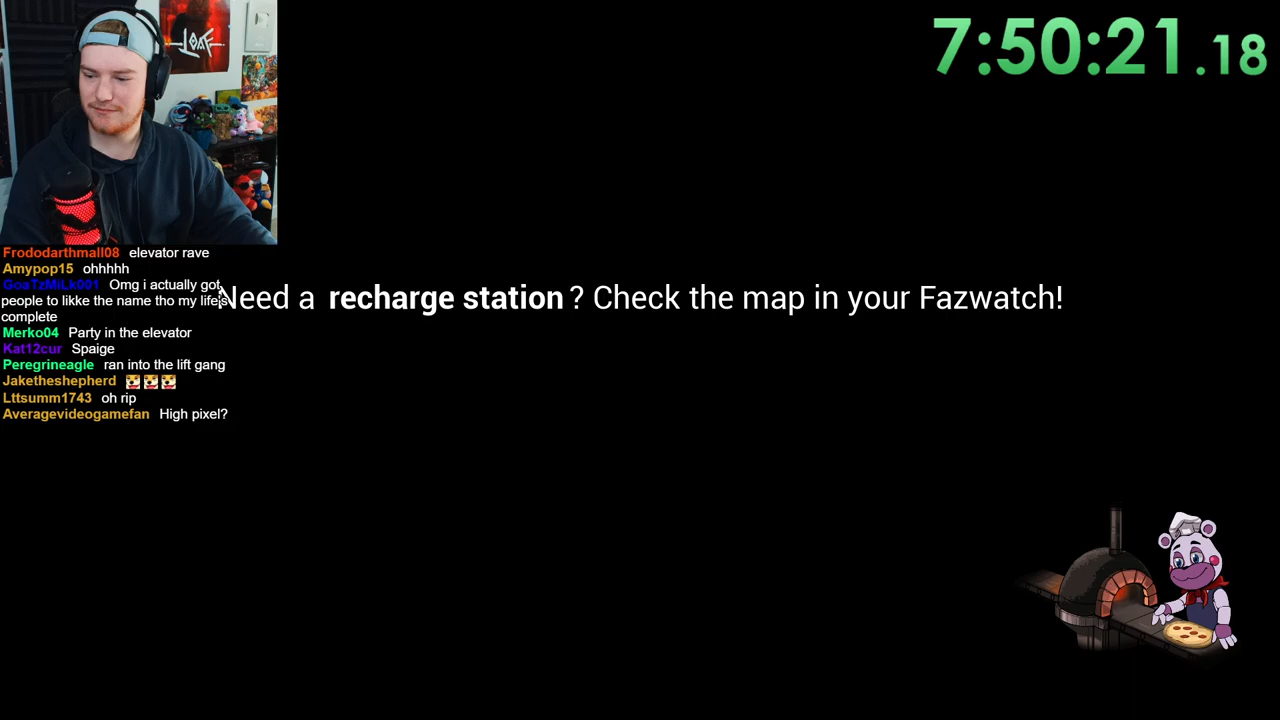 7:50:21.18
LOAF
Frododarthmall08 elevator rave
Amypop15 ohhhhh
GoaTzMiLk001 Omg i actually got
people to likke the name tho my life's
complete
Need a recharge station? Check the map in your Fazwatch!
Merko04 Party in the elevator
Kat12cur Spaige
Peregrineagle ran into the lift gang
Jaketheshepherd
Lttsumm1743 oh rip
Averagevideogamefan High pixel?